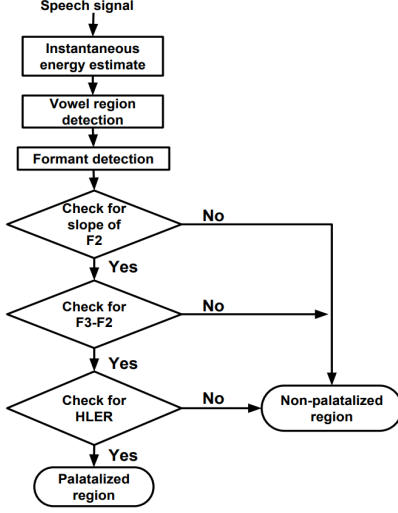 Speech signal
Instantaneous
energy estimate
Vowel region
detection
Formant detection
Check for
slope of
F2
No
Yes
Check for
F3-F2
No
Yes
Check for
HLER
No
Non-palatalized
region
Yes
Palatalized
region